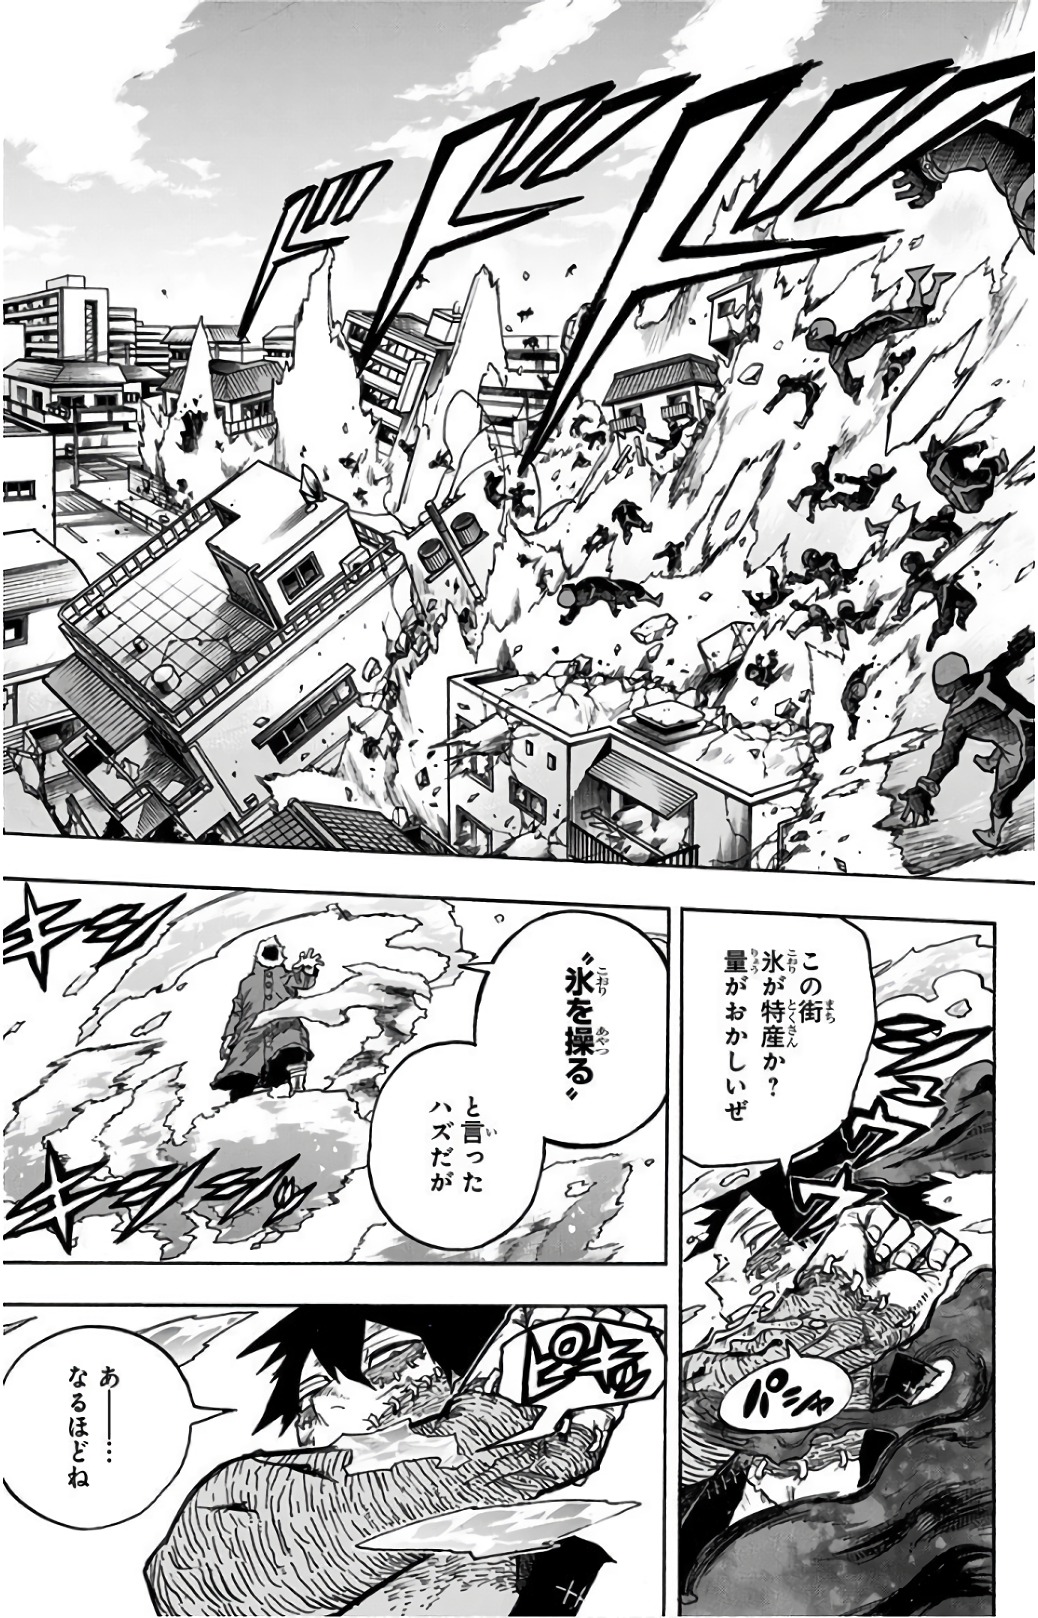 ドドド
この街
氷が特産か？
量がおかしいぜ
パシャ
〝氷を操る〟
と言った
ハズだが
ピキッ
あ――…
なるほどね